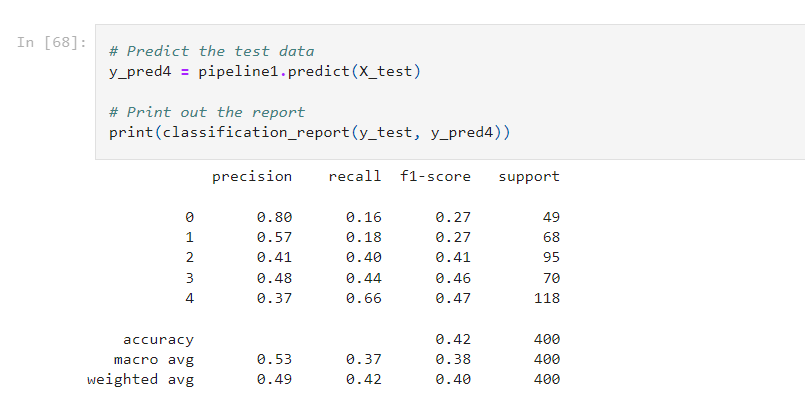 In [68]:
# Predict the test data
y_pred4 = pipeline1.predict(X_test)
# Print out the report
print(classification_report(y_test, y_pred4))
precision recall f1-score support
0 0.80 0.16 0.27 49
1 0.57 0.18 0.27 68
2 0.41 0.40 0.41 95
3 0.48 0.44 0.46 70
4 0.37 0.66 0.47 118
accuracy 0.42 400
macro avg 0.53 0.37 0.38 400
weighted avg 0.49 0.42 0.40 400